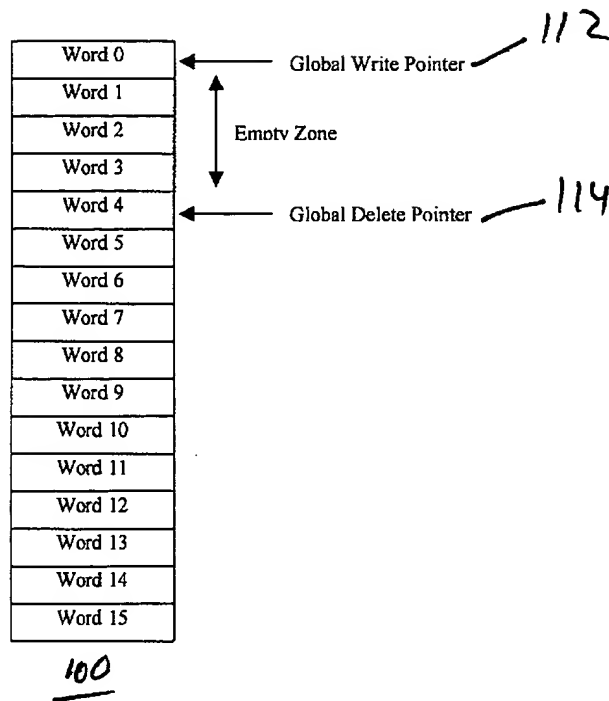 112
Word 0
Global Write Pointer
Word 1
Word 2
Empty Zone
Word 3
114
Word 4
Global Delete Pointer
Word 5
Word 6
Word 7
Word 8
Word 9
Word 10
Word 11
Word 12
Word 13
Word 14
Word 15
100